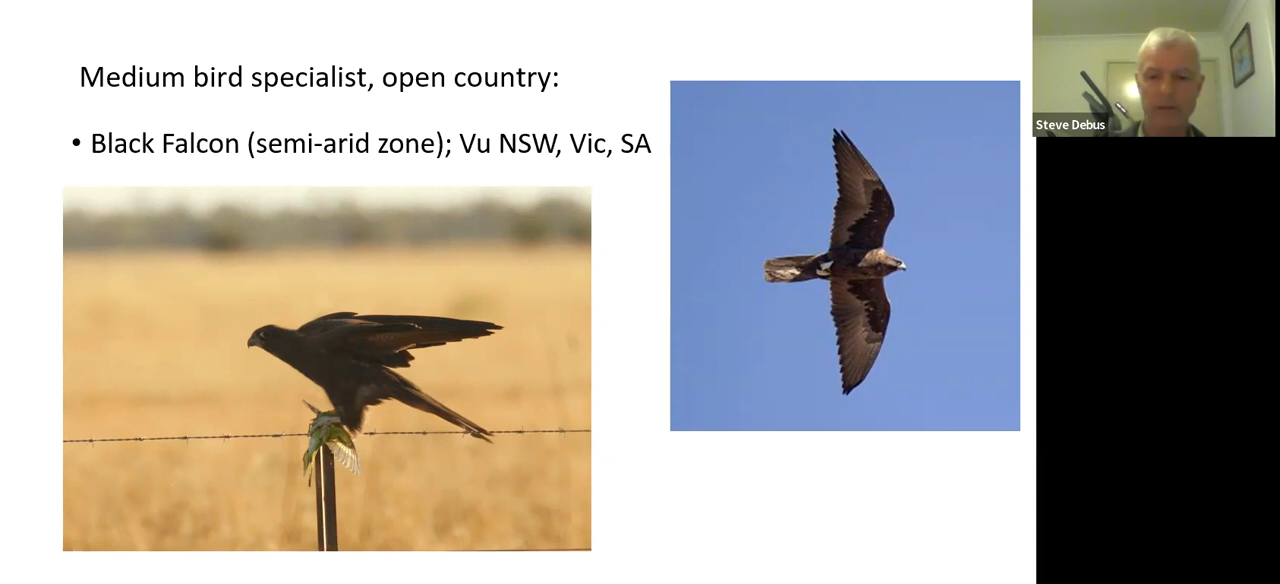 Medium bird specialist, open country:
• Black Falcon (semi-arid zone); Vu NSW, Vic, SA
Steve Debus